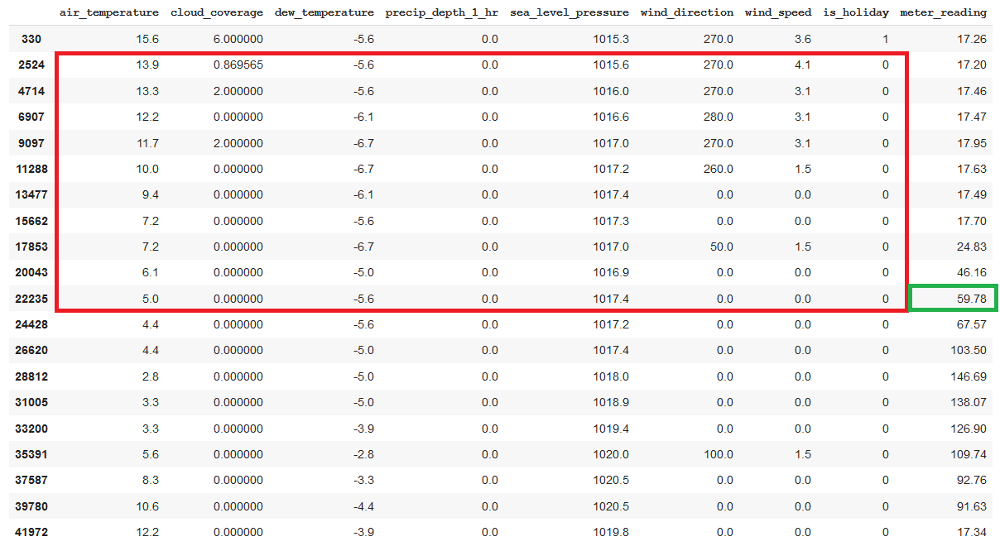 air_temperature cloud_coverage dew_temperature precip_depth_1_hr sea_level_pressure wind_direction wind_speed is_holiday meter_reading
330 15.6 6.000000 -5.6 0.0 1015.3 270.0 3.6 1 17.26
2524 13.9 0.869565 -5.6 0.0 1015.6 270.0 4.1 0 17.20
4714 13.3 2.000000 -5.6 0.0 1016.0 270.0 3.1 0 17.46
6907 12.2 0.000000 -6.1 0.0 1016.6 280.0 3.1 0 17.47
9097 11.7 2.000000 -6.7 0.0 1017.0 270.0 3.1 0 17.95
11288 10.0 0.000000 -6.7 0.0 1017.2 260.0 1.5 0 17.63
13477 9.4 0.000000 -6.1 0.0 1017.4 0.0 0.0 0 17.49
15662 7.2 0.000000 -5.6 0.0 1017.3 0.0 0.0 0 17.70
17853 7.2 0.000000 -6.7 0.0 1017.0 50.0 1.5 0 24.83
20043 6.1 0.000000 -5.0 0.0 1016.9 0.0 0.0 0 46.16
22235 5.0 0.000000 -5.6 0.0 1017.4 0.0 0.0 0 59.78
24428 4.4 0.000000 -5.6 0.0 1017.2 0.0 0.0 0 67.57
26620 4.4 0.000000 -5.0 0.0 1017.4 0.0 0.0 0 103.50
28812 2.8 0.000000 -5.0 0.0 1018.0 0.0 0.0 0 146.69
31005 3.3 0.000000 -5.0 0.0 1018.9 0.0 0.0 0 138.07
33200 3.3 0.000000 -3.9 0.0 1019.4 0.0 0.0 0 126.90
35391 5.6 0.000000 -2.8 0.0 1020.0 100.0 1.5 0 109.74
37587 8.3 0.000000 -3.3 0.0 1020.5 0.0 0.0 0 92.76
39780 10.6 0.000000 -4.4 0.0 1020.5 0.0 0.0 0 91.63
41972 12.2 0.000000 -3.9 0.0 1019.8 0.0 0.0 0 17.34